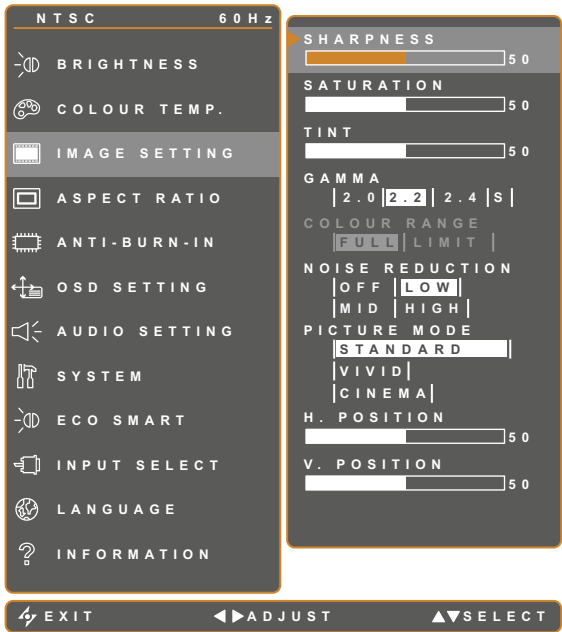 NTSC 60Hz
BRIGHTNESS
COLOUR TEMP.
IMAGE SETTING
ASPECT RATIO
ANTI-BURN-IN
OSD SETTING
AUDIO SETTING
SYSTEM
ECO SMART
INPUT SELECT
LANGUAGE
INFORMATION
SHARPNESS
50
SATURATION
50
TINT
50
GAMMA
2.0 2.2 2.4 S
COLOUR RANGE
FULL LIMIT
NOISE REDUCTION
OFF LOW
MID HIGH
PICTURE MODE
STANDARD
VIVID
CINEMA
H. POSITION
50
V. POSITION
50
EXIT ADJUST SELECT